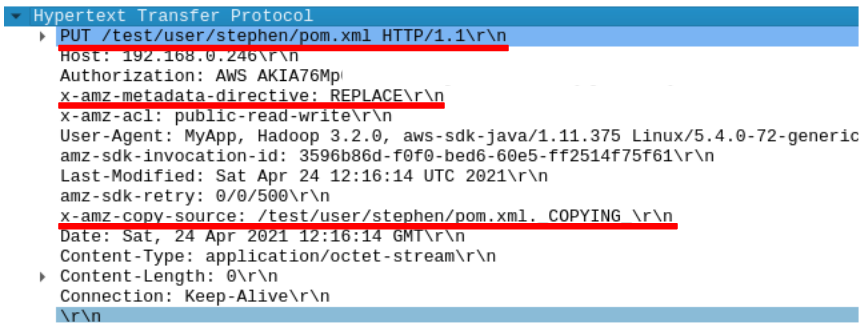 Hypertext Transfer Protocol
PUT /test/user/stephen/pom.xml HTTP/1.1\r\n
Host: 192.168.0.246\r\n
Authorization: AWS AKIA76Mp
x-amz-metadata-directive: REPLACE\r\n
x-amz-acl: public-read-write\r\n
User-Agent: MyApp, Hadoop 3.2.0, aws-sdk-java/1.11.375 Linux/5.4.0-72-generic
amz-sdk-invocation-id: 3596b86d-f0f0-bed6-60e5-ff2514f75f61\r\n
Last-Modified: Sat Apr 24 12:16:14 UTC 2021\r\n
amz-sdk-retry: 0/0/500\r\n
x-amz-copy-source: /test/user/stephen/pom.xml._COPYING_\r\n
Date: Sat, 24 Apr 2021 12:16:14 GMT\r\n
Content-Type: application/octet-stream\r\n
Content-Length: 0\r\n
Connection: Keep-Alive\r\n
\r\n